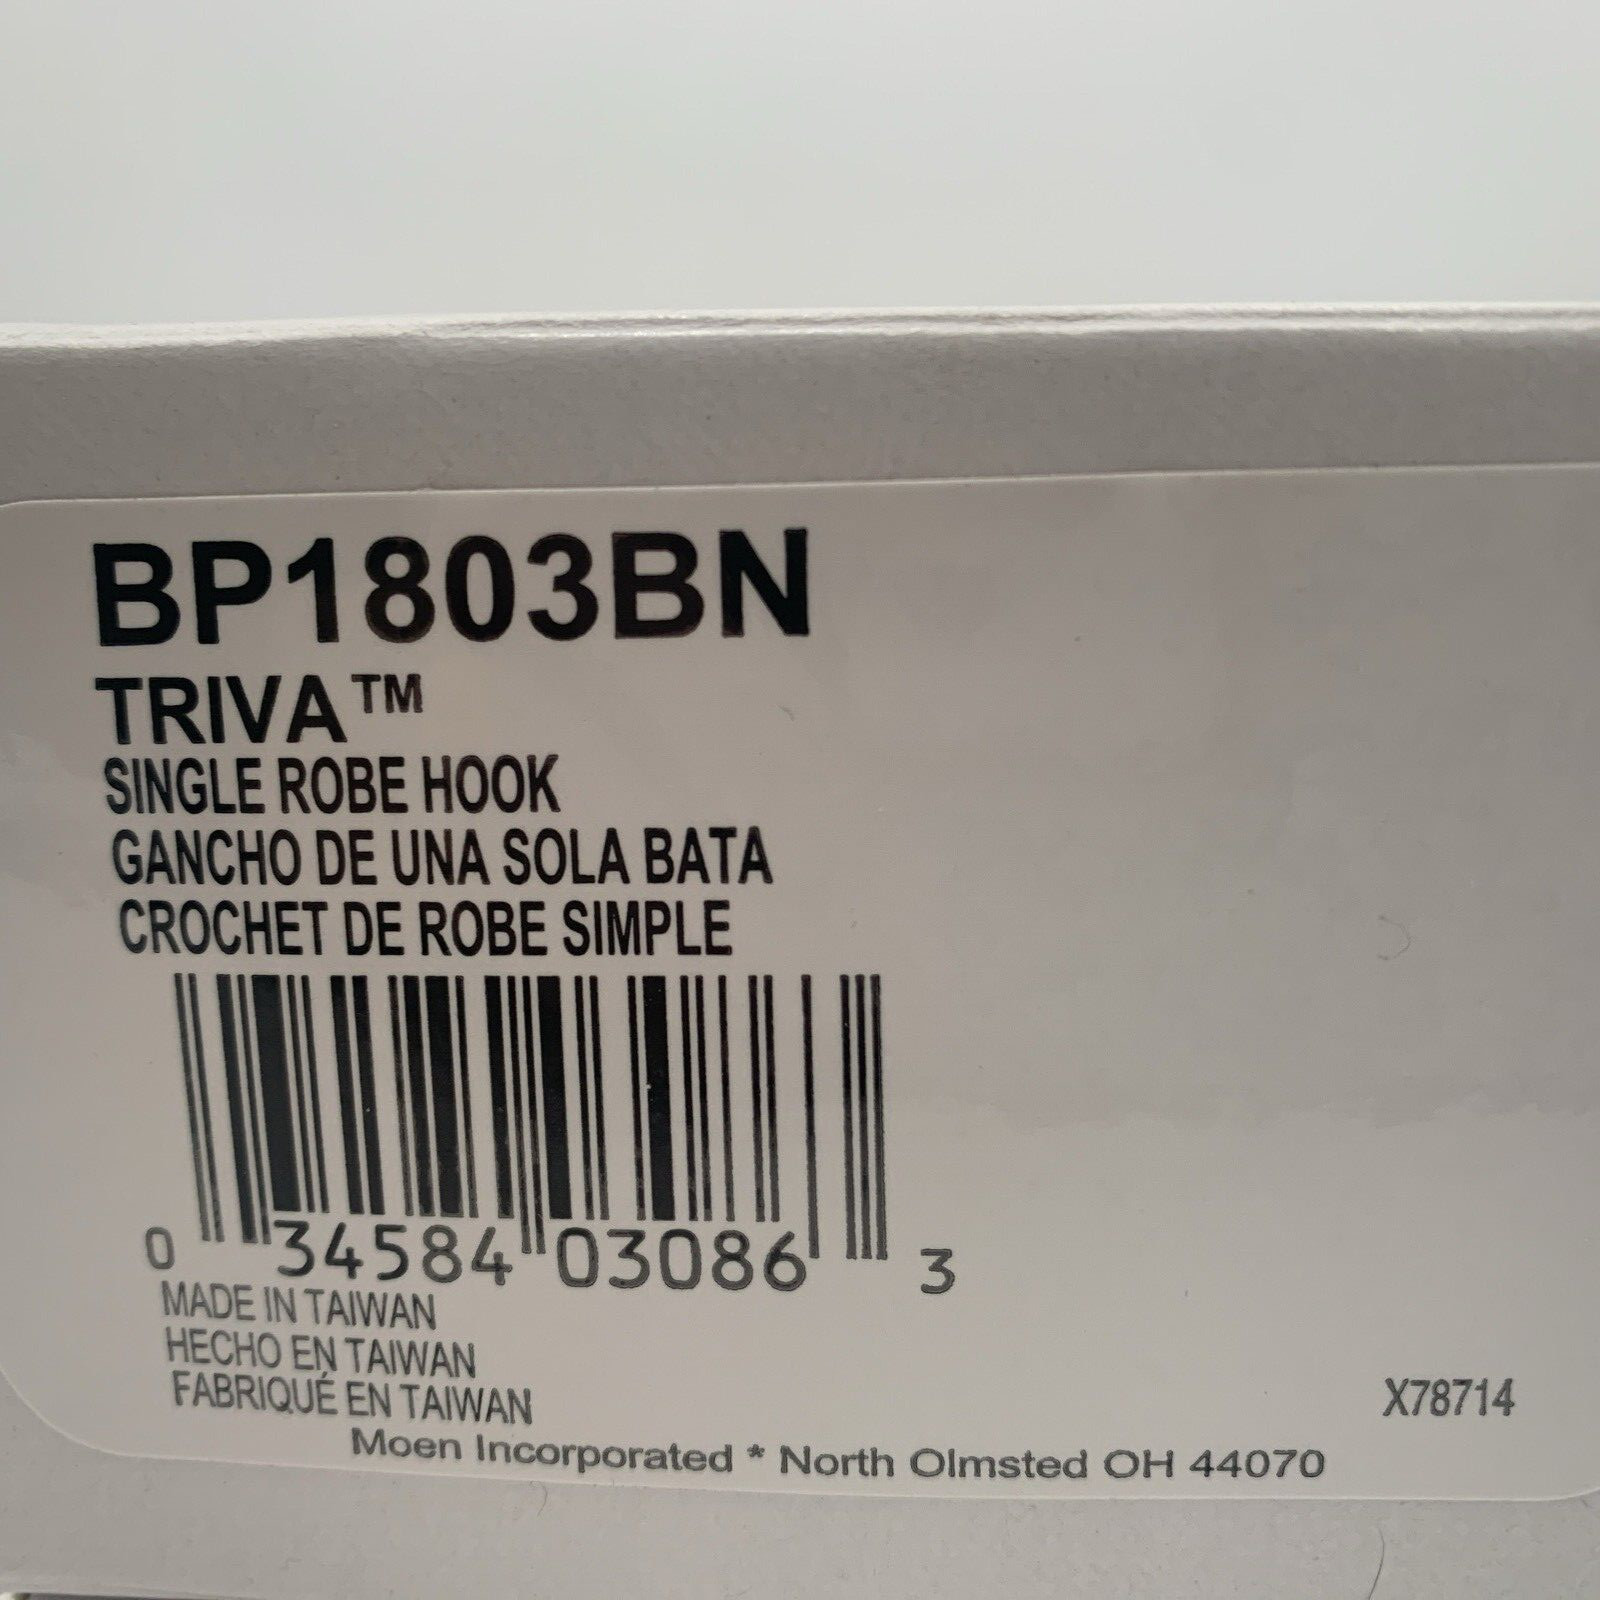 BP1803BN
TRIVA™
SINGLE ROBE HOOK
GANCHO DE UNA SOLA BATA
CROCHET DE ROBE SIMPLE
0 34584 03086 3
MADE IN TAIWAN
HECHO EN TAIWAN
FABRIQUÉ EN TAIWAN
X78714
Moen Incorporated * North Olmsted OH 44070